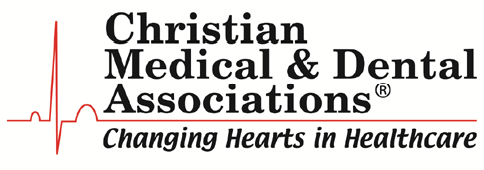 Christian
Medical & Dental
Associations®
Changing Hearts in Healthcare